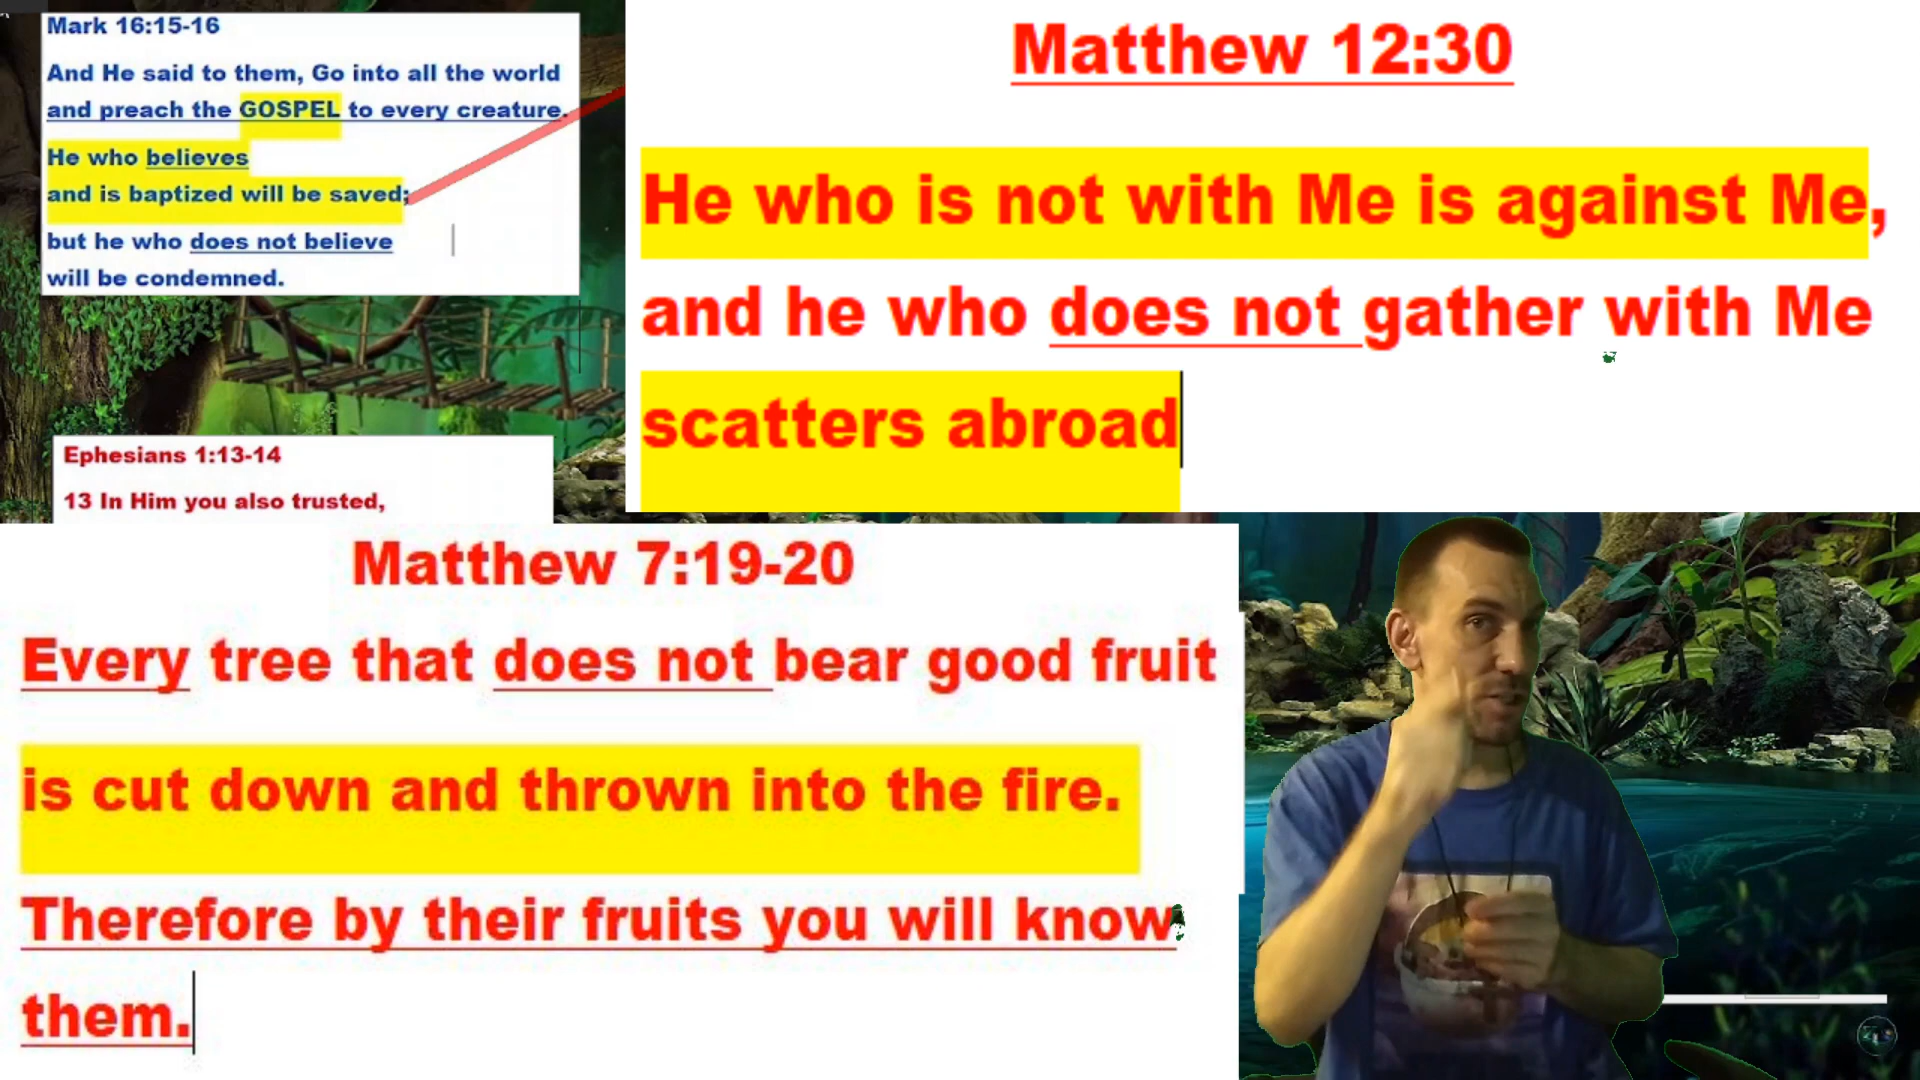 Mark 16:15-16
And He said to them, Go into all the world
and preach the GOSPEL to every creature.
He who believes
and is baptized will be saved;
but he who does not believe
will be condemned.
Ephesians 1:13-14
13 In Him you also trusted,
Matthew 12:30
He who is not with Me is against Me,
and he who does not gather with Me
scatters abroad
Matthew 7:19-20
Every tree that does not bear good fruit
is cut down and thrown into the fire.
Therefore by their fruits you will know
them.